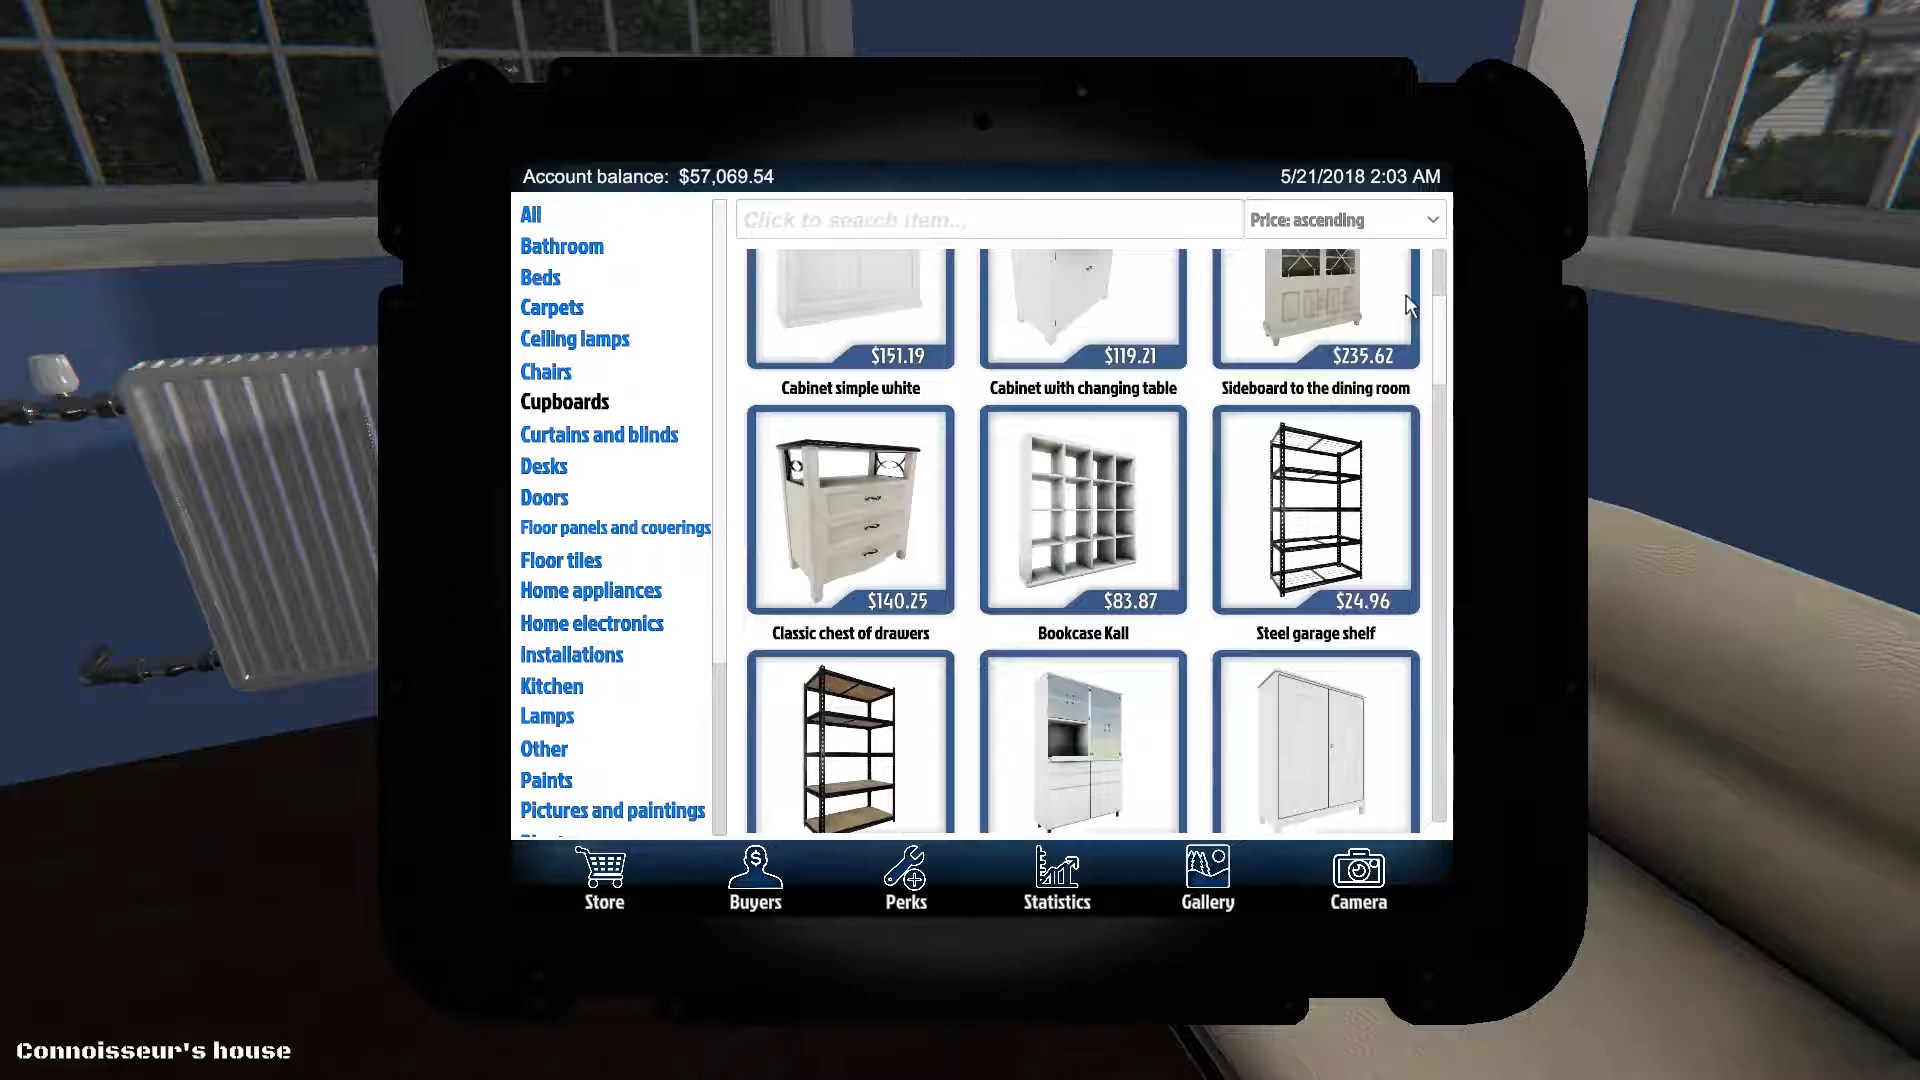 Account balance: $57,069.54
5/21/2018 2:03 AM
All
Bathroom
Beds
Carpets
Ceiling lamps
Chairs
Cupboards
Curtains and blinds
Desks
Doors
Floor panels and coverings
Floor tiles
Home appliances
Home electronics
Installations
Kitchen
Lamps
Other
Paints
Pictures and paintings
Click to search item...
Price: ascending
$151.19
$119.21
$235.62
Cabinet simple white
Cabinet with changing table
Sideboard to the dining room
$140.25
$83.87
$24.96
Classic chest of drawers
Bookcase Kall
Steel garage shelf
Store
Buyers
Perks
Statistics
Gallery
Camera
Connoisseur's house